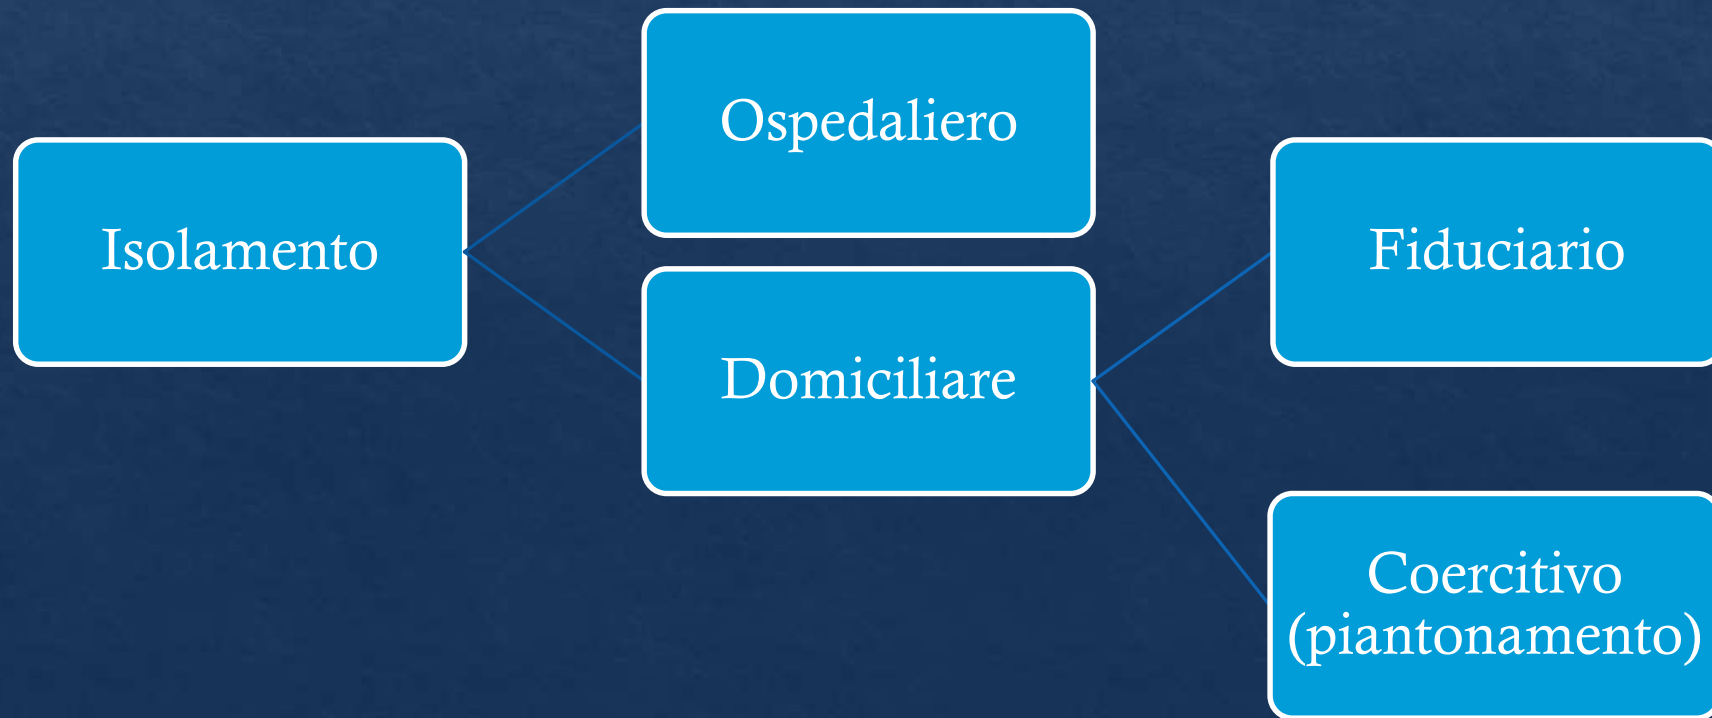 Isolamento
Ospedaliero
Domiciliare
Fiduciario
Coercitivo
(piantonamento)